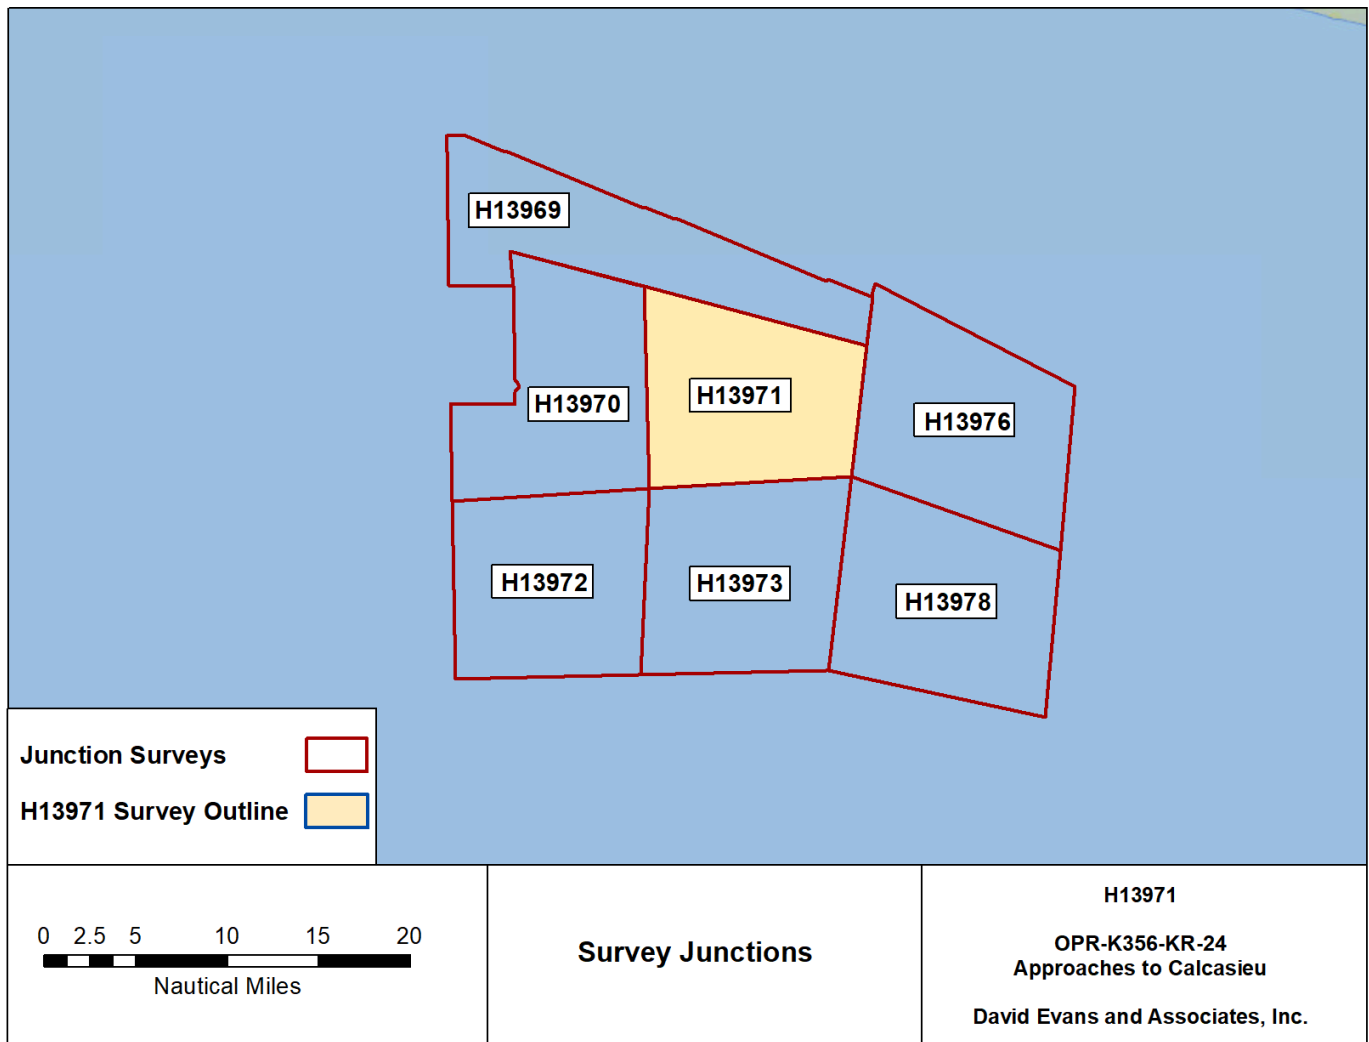 H13969
H13970
H13971
H13976
H13972
H13973
H13978
Junction Surveys
H13971 Survey Outline
0 2.5 5 10 15 20
Nautical Miles
Survey Junctions
H13971
OPR-K356-KR-24
Approaches to Calcasieu
David Evans and Associates, Inc.